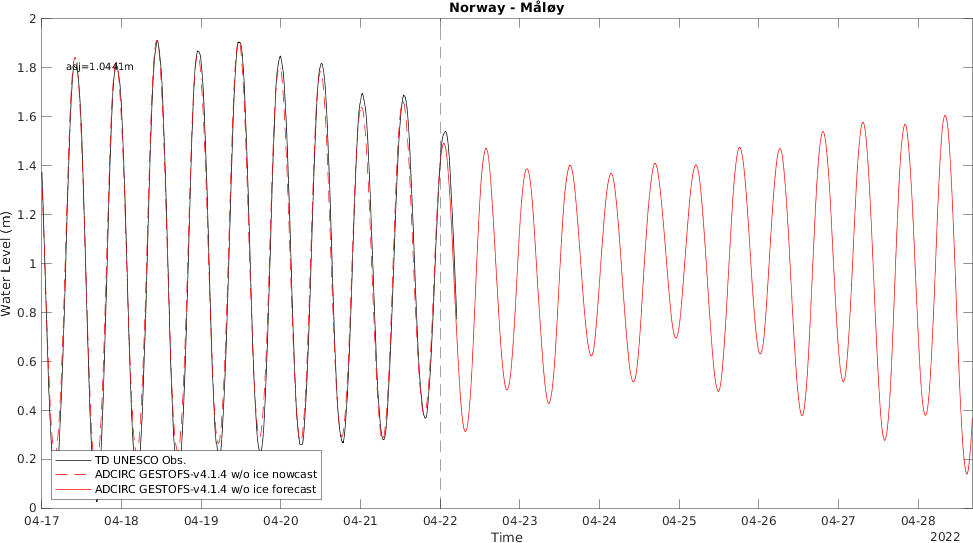 Norway - Måløy
2
1.8
1.6
1.4
1.2
1
0.8
0.6
0.4
0.2
0
Water Level (m)
adj=1.0441m
TD UNESCO Obs.
ADCIRC GESTOFS-v4.1.4 w/o ice nowcast
ADCIRC GESTOFS-v4.1.4 w/o ice forecast
04-17 04-18 04-19 04-20 04-21 04-22 04-23 04-24 04-25 04-26 04-27 04-28
Time
2022